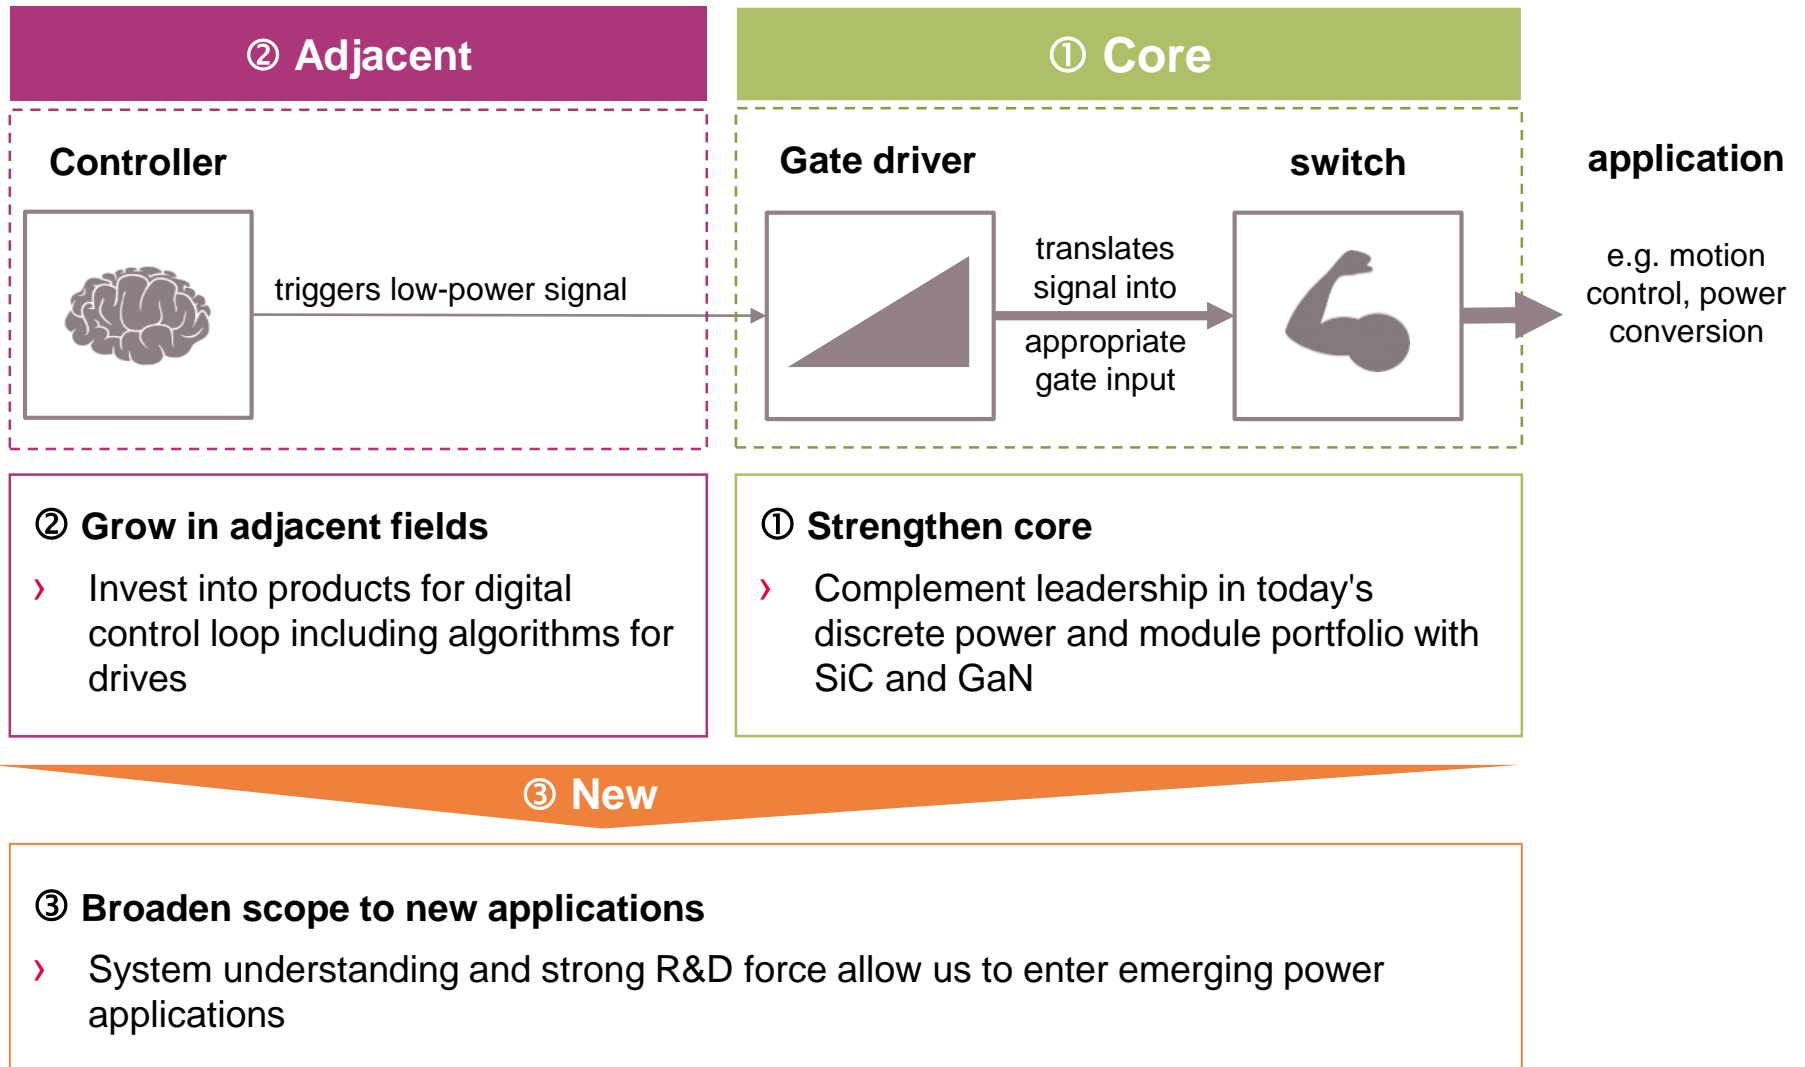 ② Adjacent
① Core
Controller
Gate driver
switch
application
triggers low-power signal
translates
signal into
appropriate
gate input
e.g. motion
control, power
conversion
② Grow in adjacent fields
› Invest into products for digital
control loop including algorithms for
drives
① Strengthen core
› Complement leadership in today's
discrete power and module portfolio with
SiC and GaN
③ New
③ Broaden scope to new applications
› System understanding and strong R&D force allow us to enter emerging power
applications